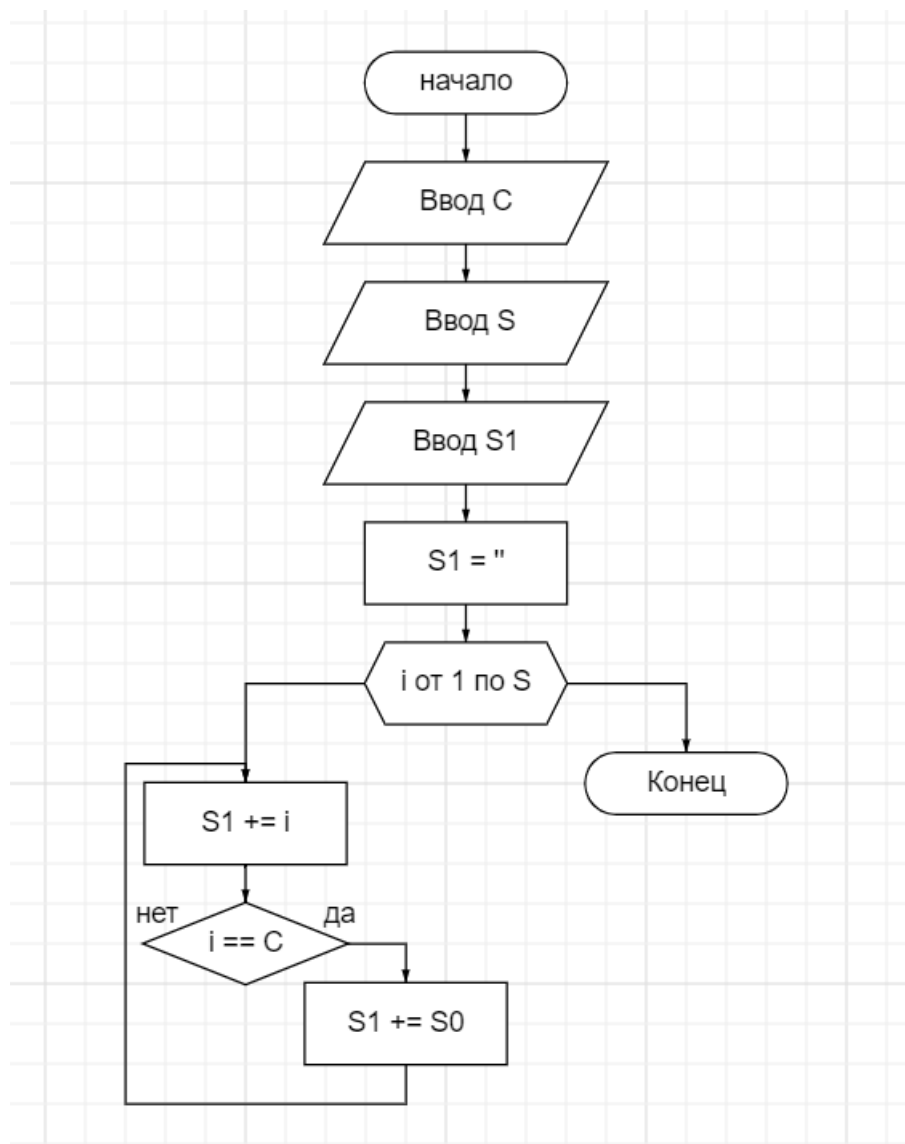 начало
Ввод C
Ввод S
Ввод S1
S1 = "
i от 1 по S
Конец
S1 += i
нет
да
i == C
S1 += S0